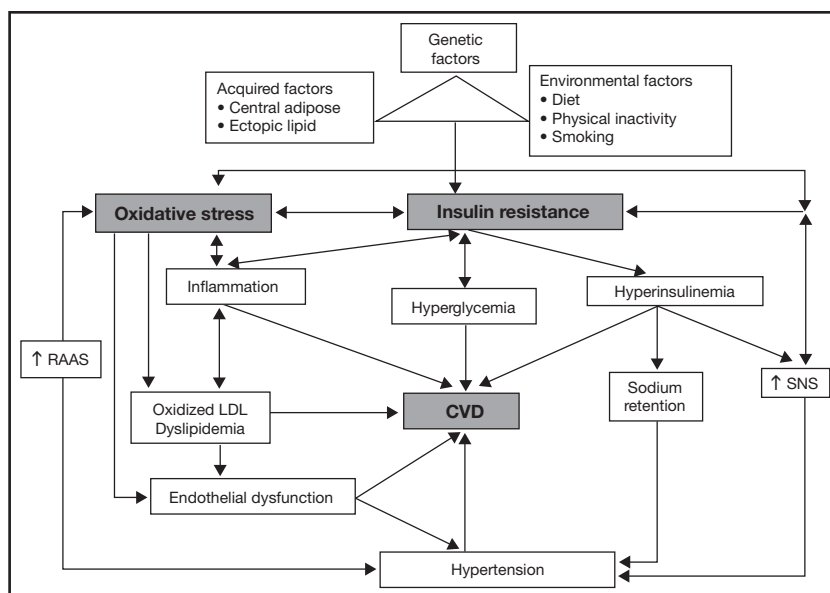 Genetic
factors
Acquired factors
• Central adipose
• Ectopic lipid
Environmental factors
• Diet
• Physical inactivity
• Smoking
Oxidative stress
Insulin resistance
Inflammation
Hyperglycemia
Hyperinsulinemia
↑ RAAS
Oxidized LDL
Dyslipidemia
CVD
Sodium
retention
↑ SNS
Endothelial dysfunction
Hypertension